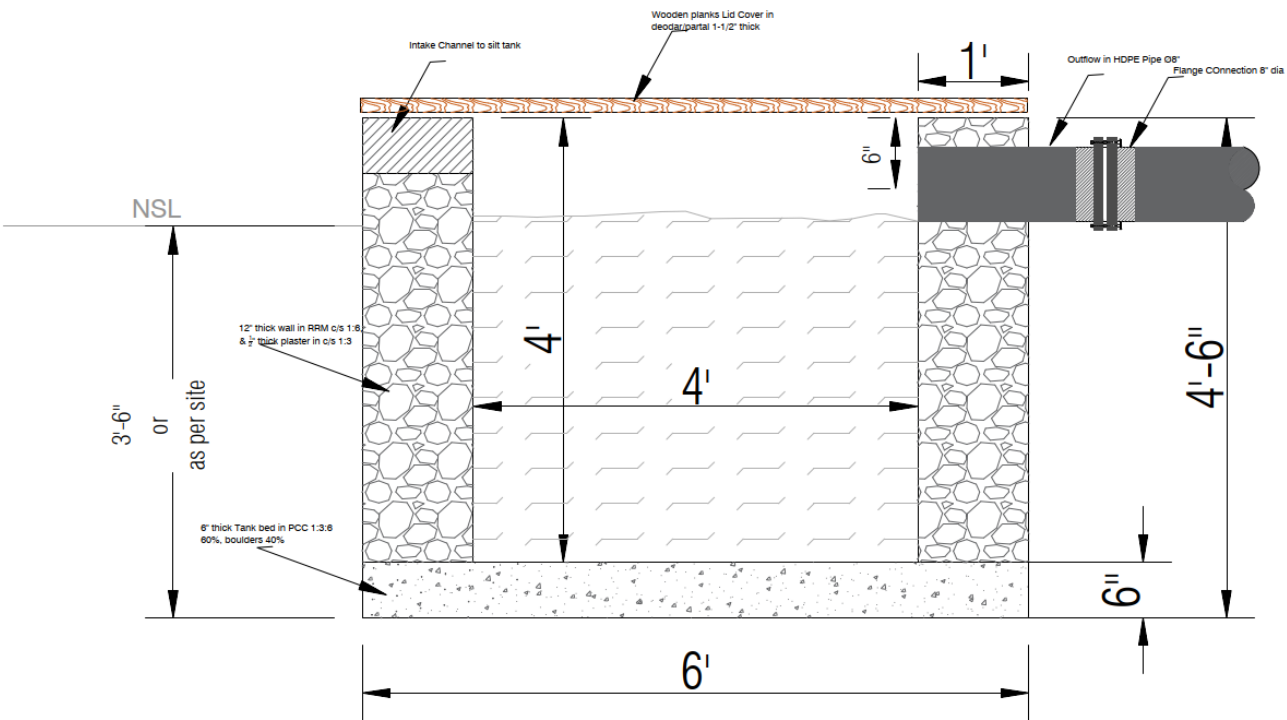 Wooden planks Lid Cover in
deodar/partal 1-1/2" thick
Intake Channel to silt tank
1'
Outflow in HDPE Pipe Ø8"
Flange COnnection 8" dia
6"
NSL
12" thick wall in RRM c/s 1:6,
& ½" thick plaster in c/s 1:3
4'
4'
4'-6"
3'-6"
or
as per site
6" thick Tank bed in PCC 1:3:6
60%, boulders 40%
6"
6'